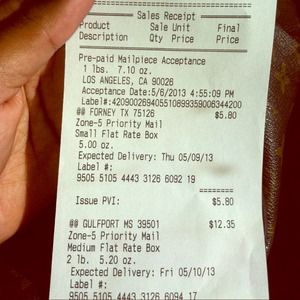 ======== Sales Receipt ========
Product Sale Unit Final
Description Qty Price Price
Pre-paid Mailpiece Acceptance
1 lbs. 7.10 oz.
LOS ANGELES, CA 90026
Acceptance Date:5/6/2013 4:55:09 PM
Label#:420900269405510899359006344200
@@ FORNEY TX 75126 $5.80
Zone-5 Priority Mail
Small Flat Rate Box
5.00 oz.
Expected Delivery: Thu 05/09/13
Label #:
9505 5105 4443 3126 6092 19
========
Issue PVI: $5.80
@@ GULFPORT MS 39501 $12.35
Zone-5 Priority Mail
Medium Flat Rate Box
2 lb. 5.20 oz.
Expected Delivery: Fri 05/10/13
Label #:
9505 5105 4443 3126 6094 17